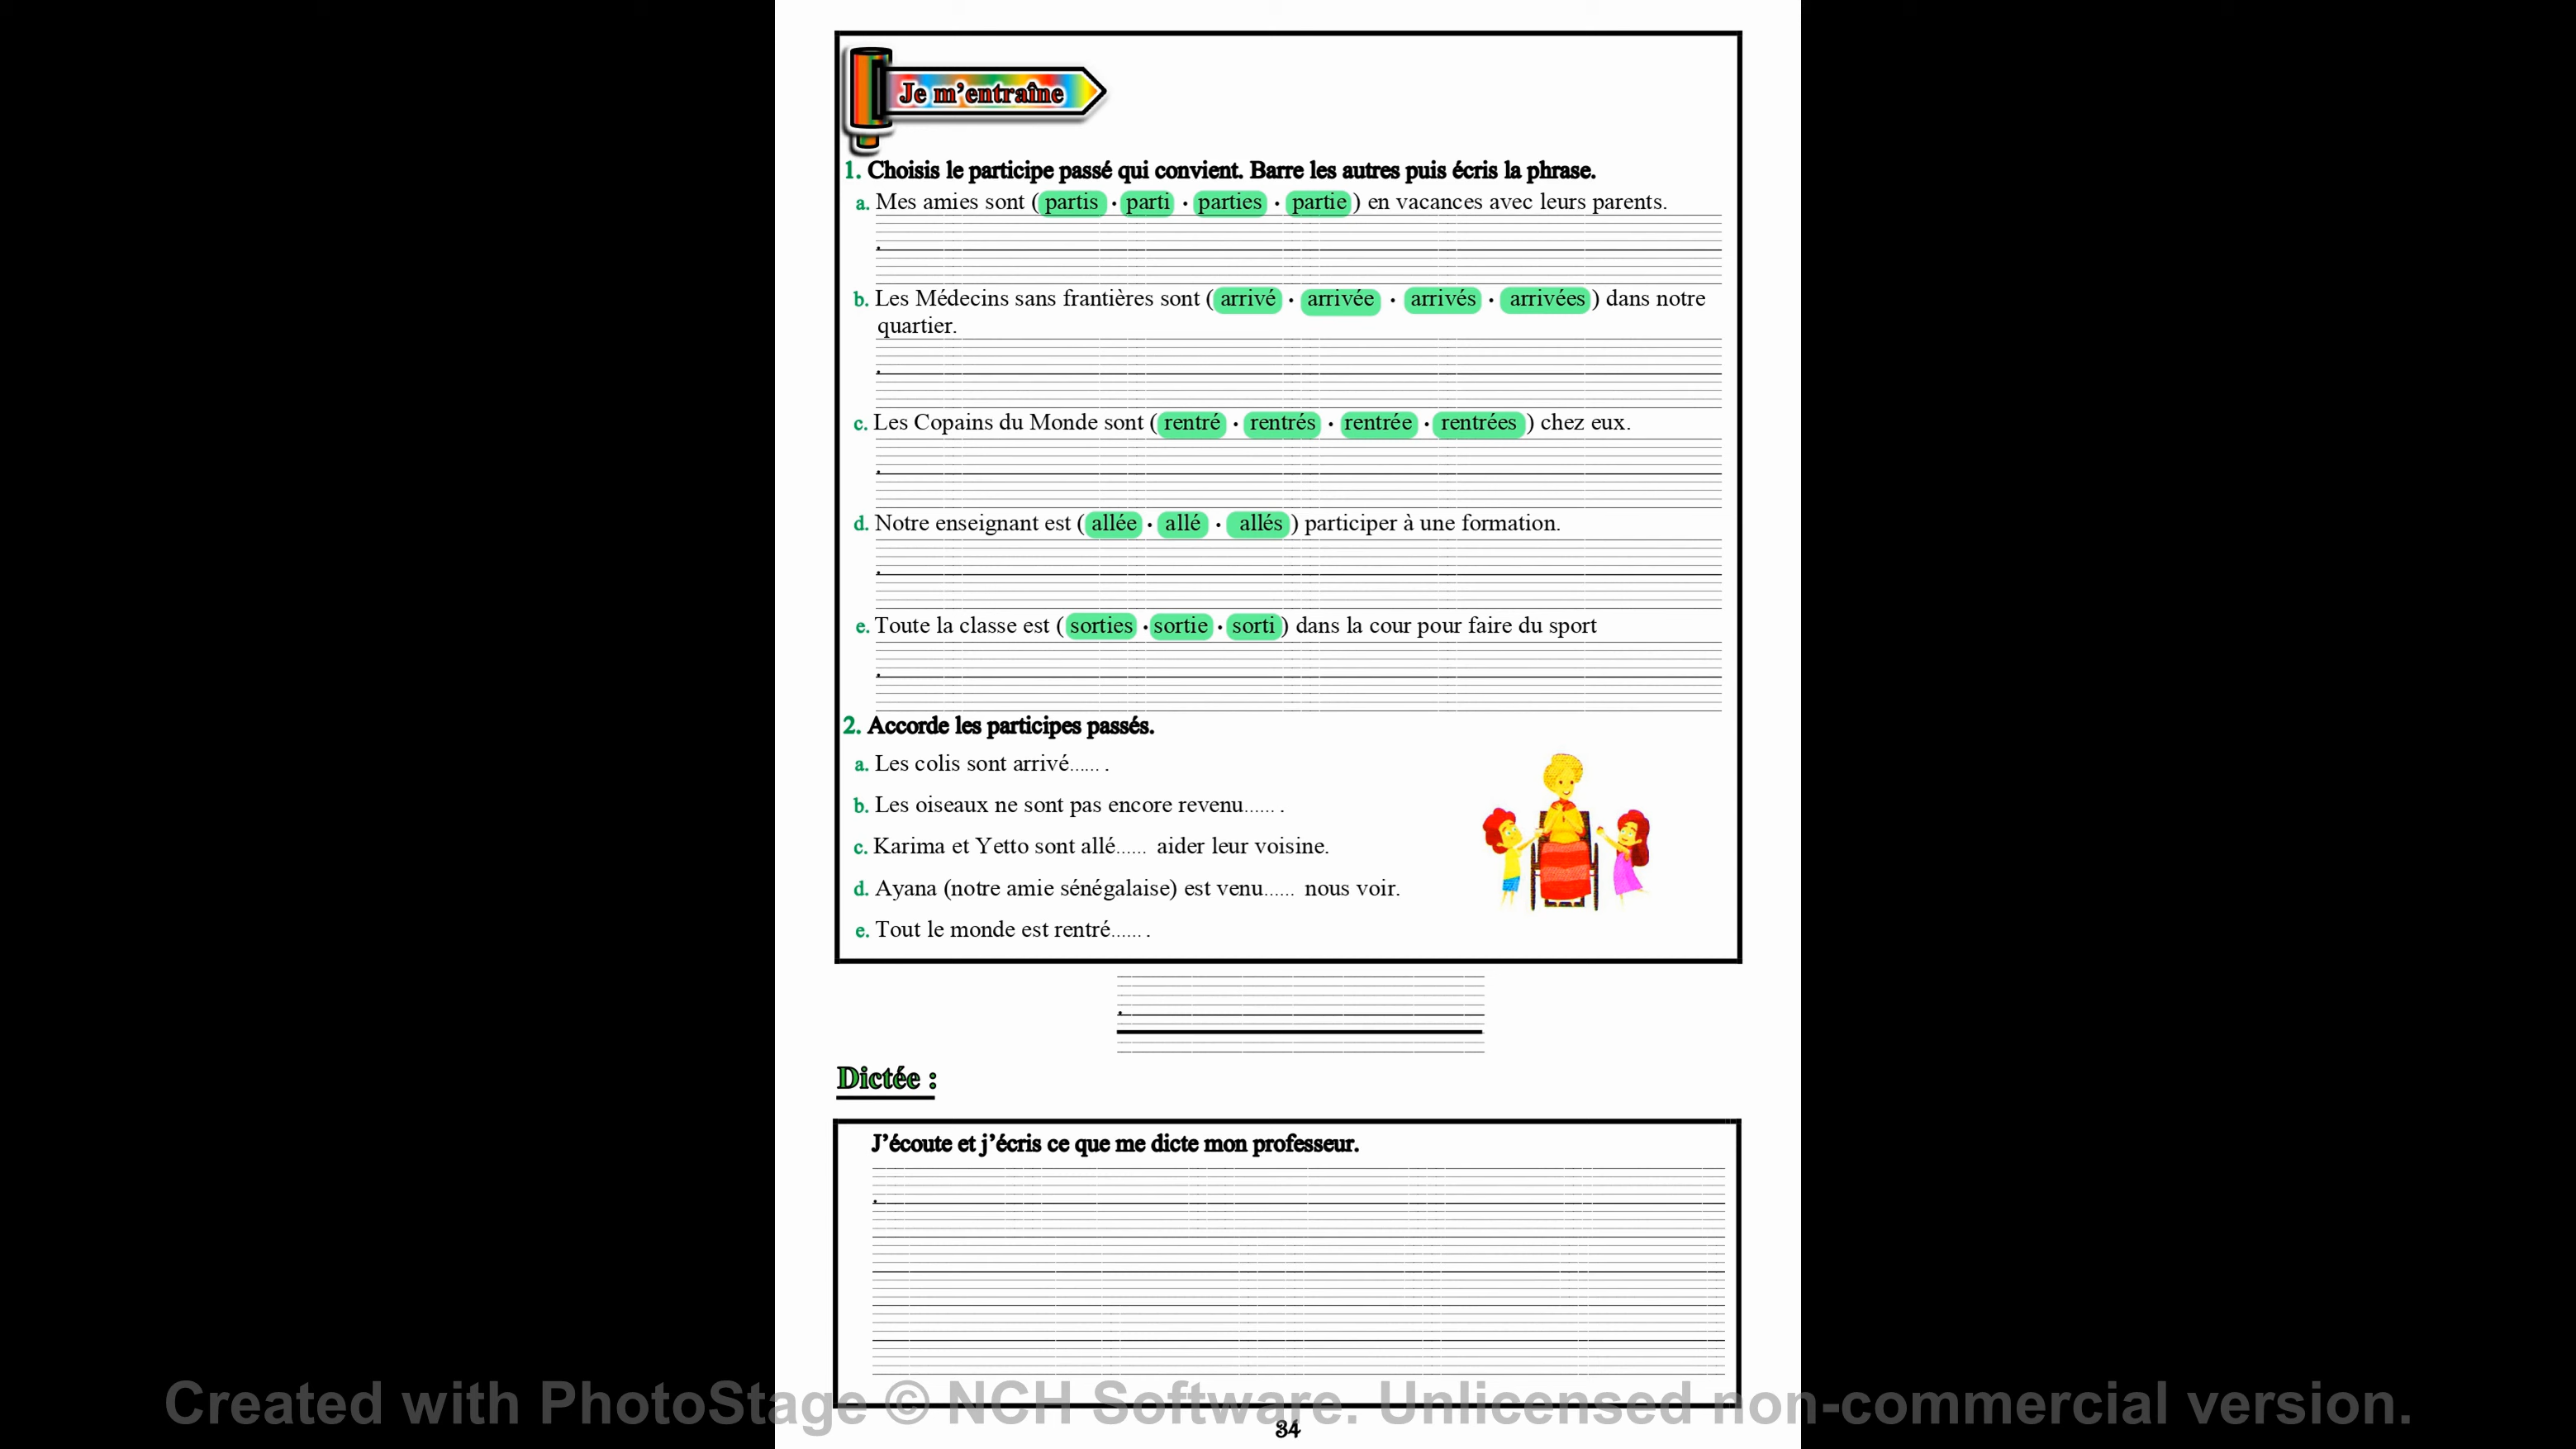 Je m’entraîne
1. Choisis le participe passé qui convient. Barre les autres puis écris la phrase.
a. Mes amies sont ( partis • parti • parties • partie ) en vacances avec leurs parents.
b. Les Médecins sans frantières sont ( arrivé • arrivée • arrivés • arrivées ) dans notre
quartier.
c. Les Copains du Monde sont ( rentré • rentrés • rentrée • rentrées ) chez eux.
d. Notre enseignant est ( allée • allé • allés ) participer à une formation.
e. Toute la classe est ( sorties • sortie • sorti ) dans la cour pour faire du sport
2. Accorde les participes passés.
a. Les colis sont arrivé...... .
b. Les oiseaux ne sont pas encore revenu...... .
c. Karima et Yetto sont allé...... aider leur voisine.
d. Ayana (notre amie sénégalaise) est venu...... nous voir.
e. Tout le monde est rentré...... .
Dictée :
J’écoute et j’écris ce que me dicte mon professeur.
Created with PhotoStage © NCH Software. Unlicensed non-commercial version.
34